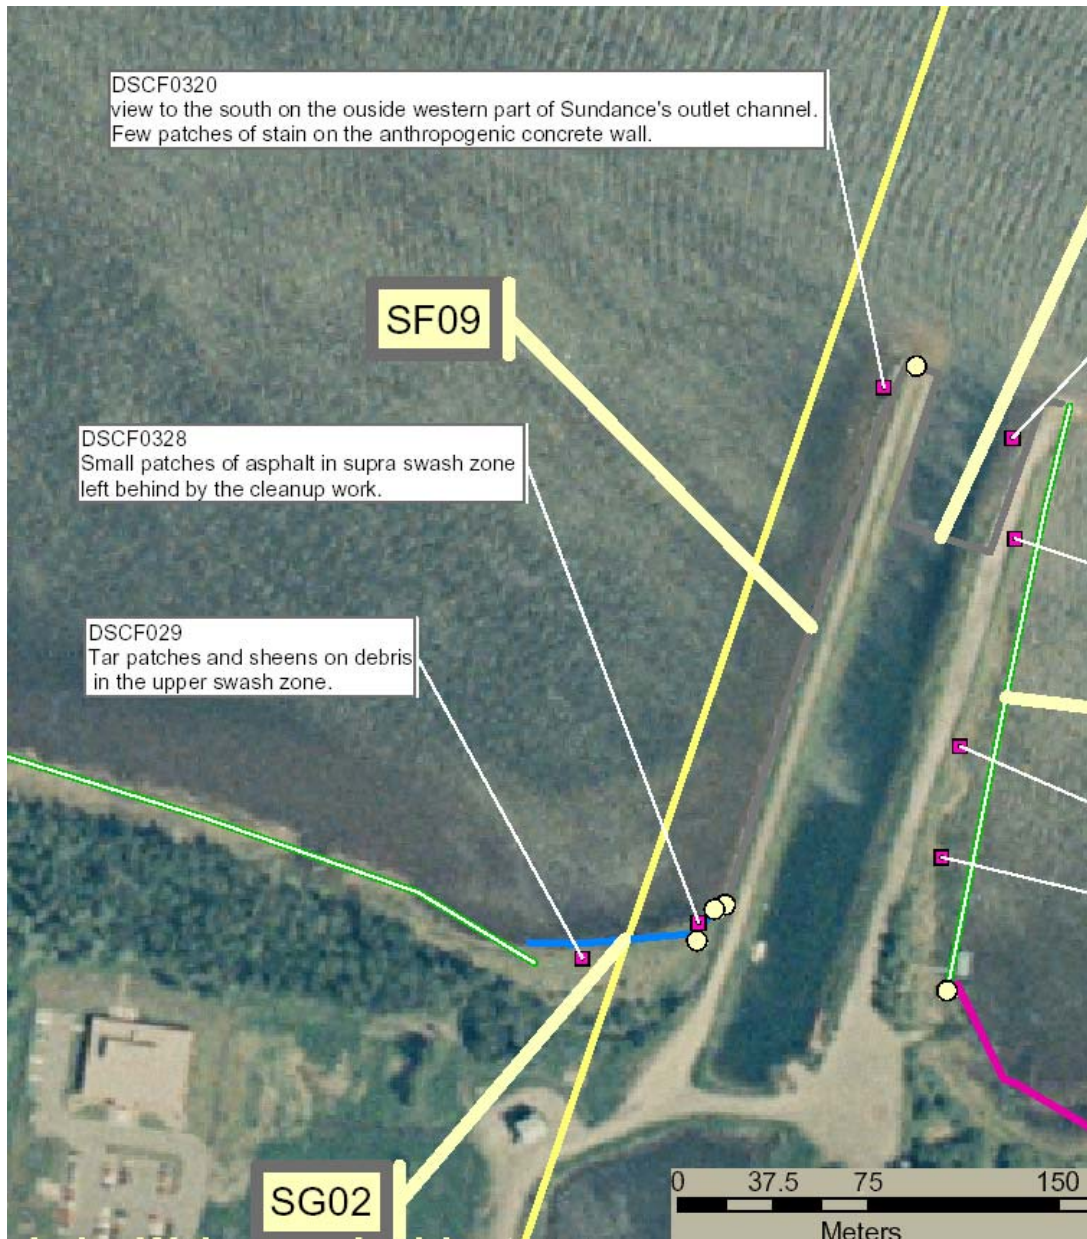 DSCF0320
view to the south on the ouside western part of Sundance's outlet channel.
Few patches of stain on the anthropogenic concrete wall.
SF09
DSCF0328
Small patches of asphalt in supra swash zone
left behind by the cleanup work.
DSCF029
Tar patches and sheens on debris
in the upper swash zone.
SG02
0 37.5 75 150
Meters